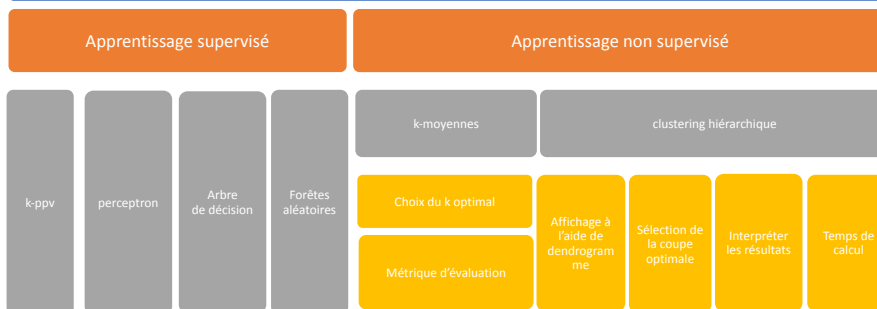 Apprentissage supervisé
Apprentissage non supervisé
k-ppv
perceptron
Arbre
de décision
Forêtes
aléatoires
k-moyennes
clustering hiérarchique
Choix du k optimal
Métrique d'évaluation
Affichage à
l'aide de
dendrogram
me
Sélection de
la coupe
optimale
Interpréter
les résultats
Temps de
calcul